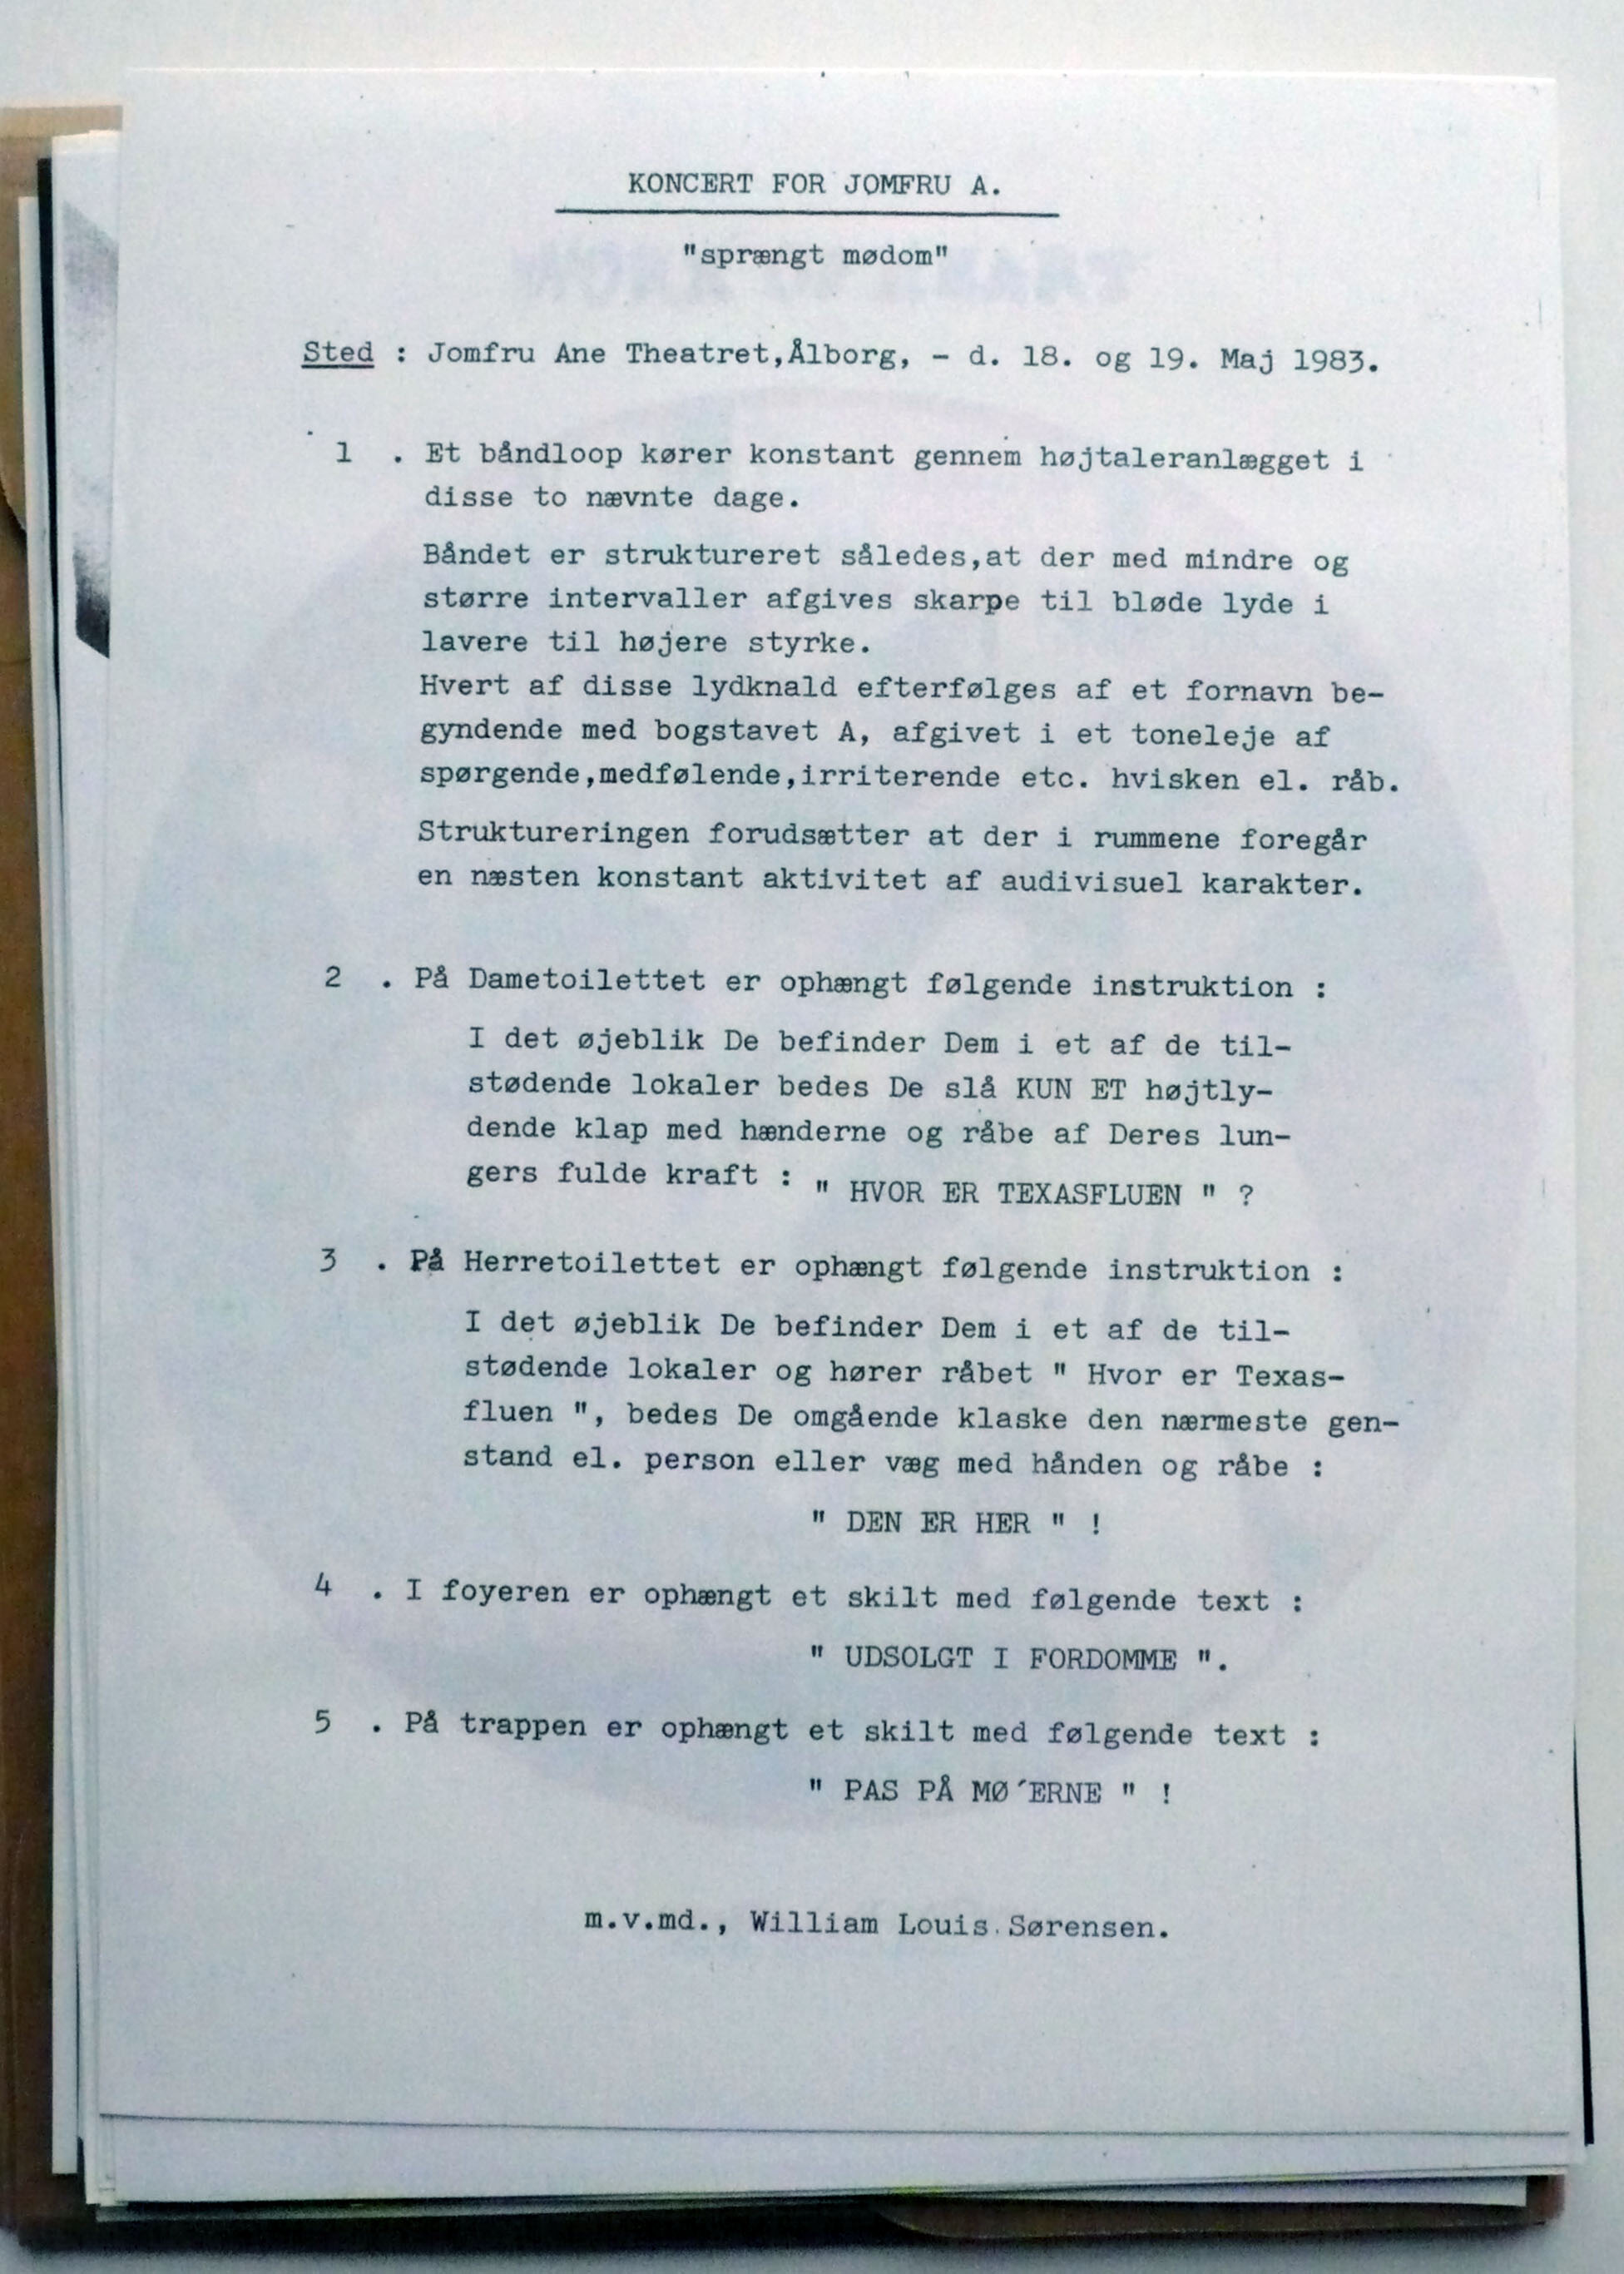 KONCERT FOR JOMFRU A.
"sprængt mødom"
Sted : Jomfru Ane Theatret,Ålborg, - d. 18. og 19. Maj 1983.
1 . Et båndloop kører konstant gennem højtaleranlægget i
disse to nævnte dage.
Båndet er struktureret således,at der med mindre og
større intervaller afgives skarpe til bløde lyde i
lavere til højere styrke.
Hvert af disse lydknald efterfølges af et fornavn be-
gyndende med bogstavet A, afgivet i et toneleje af
spørgende,medfølende,irriterende etc. hvisken el. råb.
Struktureringen forudsætter at der i rummene foregår
en næsten konstant aktivitet af audivisuel karakter.
2 . På Dametoilettet er ophængt følgende instruktion :
I det øjeblik De befinder Dem i et af de til-
stødende lokaler bedes De slå KUN ET højtly-
dende klap med hænderne og råbe af Deres lun-
gers fulde kraft : " HVOR ER TEXASFLUEN " ?
3 . På Herretoilettet er ophængt følgende instruktion :
I det øjeblik De befinder Dem i et af de til-
stødende lokaler og hører råbet " Hvor er Texas-
fluen ", bedes De omgående klaske den nærmeste gen-
stand el. person eller væg med hånden og råbe :
" DEN ER HER " !
4 . I foyeren er ophængt et skilt med følgende text :
" UDSOLGT I FORDOMME ".
5 . På trappen er ophængt et skilt med følgende text :
" PAS PÅ MØ´ERNE " !
m.v.md., William Louis Sørensen.